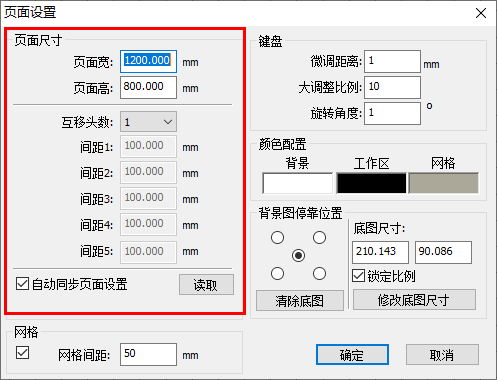 页面设置
页面尺寸
页面宽: 1200.000 mm
页面高: 800.000 mm
互移头数: 1
间距1: 100.000 mm
间距2: 100.000 mm
间距3: 100.000 mm
间距4: 100.000 mm
间距5: 100.000 mm
自动同步页面设置 读取
网格
网格间距: 50 mm
键盘
微调距离: 1 mm
大调整比例: 10
旋转角度: 1 o
颜色配置
背景 工作区 网格
背景图停靠位置
底图尺寸:
210.143 90.086
锁定比例
清除底图 修改底图尺寸
确定 取消